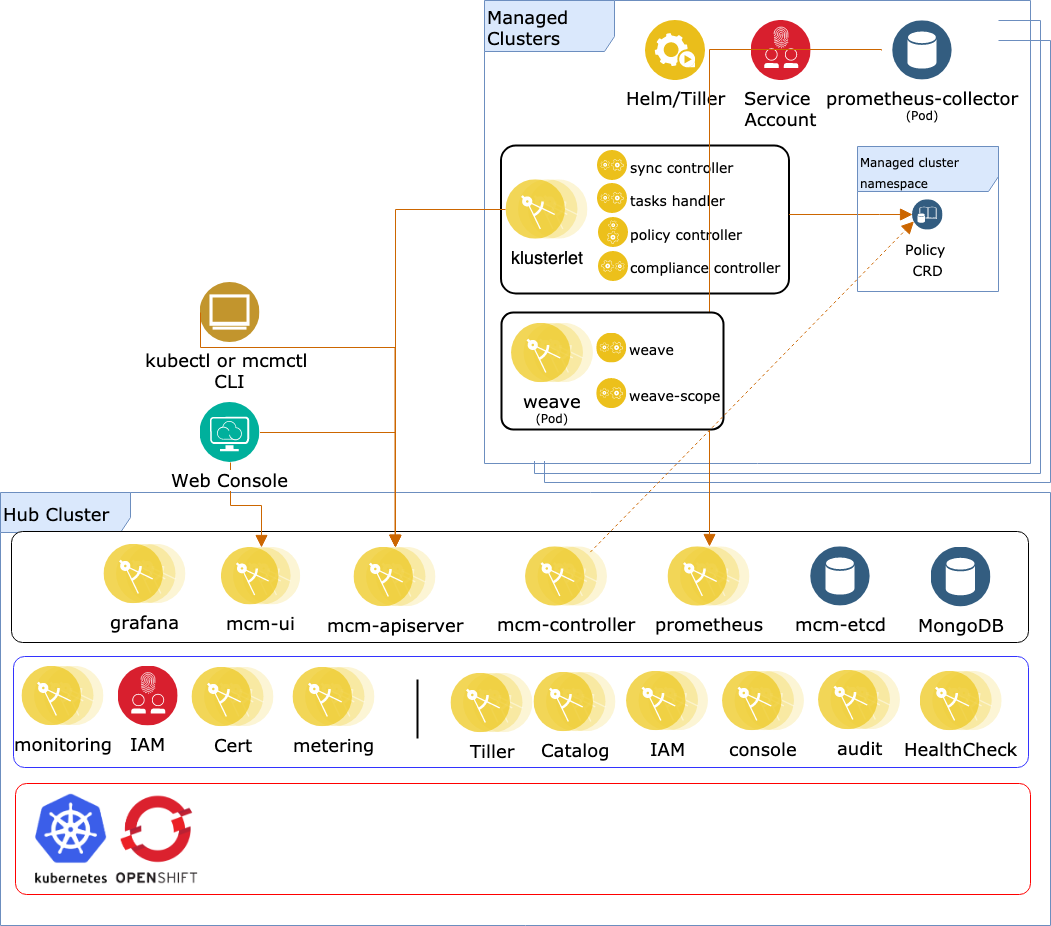 Managed
Clusters
Helm/Tiller
Service
Account
prometheus-collector
(Pod)
sync controller
tasks handler
policy controller
compliance controller
klusterlet
Managed cluster
namespace
Policy
CRD
kubectl or mcmctl
CLI
weave
(Pod)
weave
weave-scope
Web Console
Hub Cluster
grafana
mcm-ui
mcm-apiserver
mcm-controller
prometheus
mcm-etcd
MongoDB
monitoring
IAM
Cert
metering
Tiller
Catalog
IAM
console
audit
HealthCheck
kubernetes
OPENSHIFT